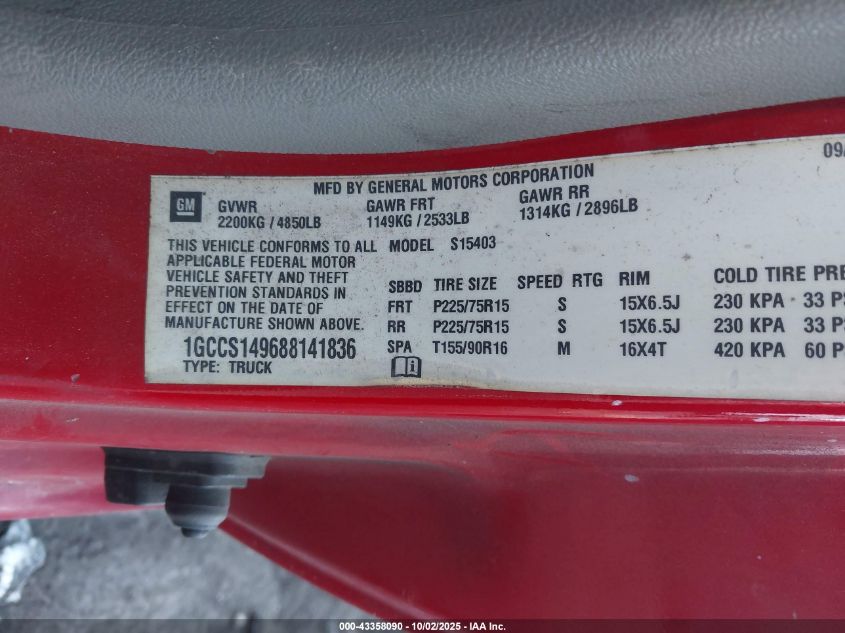 MFD BY GENERAL MOTORS CORPORATION
09/
GM
GVWR GAWR FRT GAWR RR
2200KG / 4850LB 1149KG / 2533LB 1314KG / 2896LB
THIS VEHICLE CONFORMS TO ALL
APPLICABLE FEDERAL MOTOR
VEHICLE SAFETY AND THEFT
PREVENTION STANDARDS IN
EFFECT ON THE DATE OF
MANUFACTURE SHOWN ABOVE.
1GCCS149688141836
TYPE: TRUCK
MODEL S15403
SBBD TIRE SIZE SPEED RTG RIM COLD TIRE PRE
FRT P225/75R15 S 15X6.5J 230 KPA 33 PS
RR P225/75R15 S 15X6.5J 230 KPA 33 P
SPA T155/90R16 M 16X4T 420 KPA 60 P
000-43358090 - 10/02/2025 - IAA Inc.